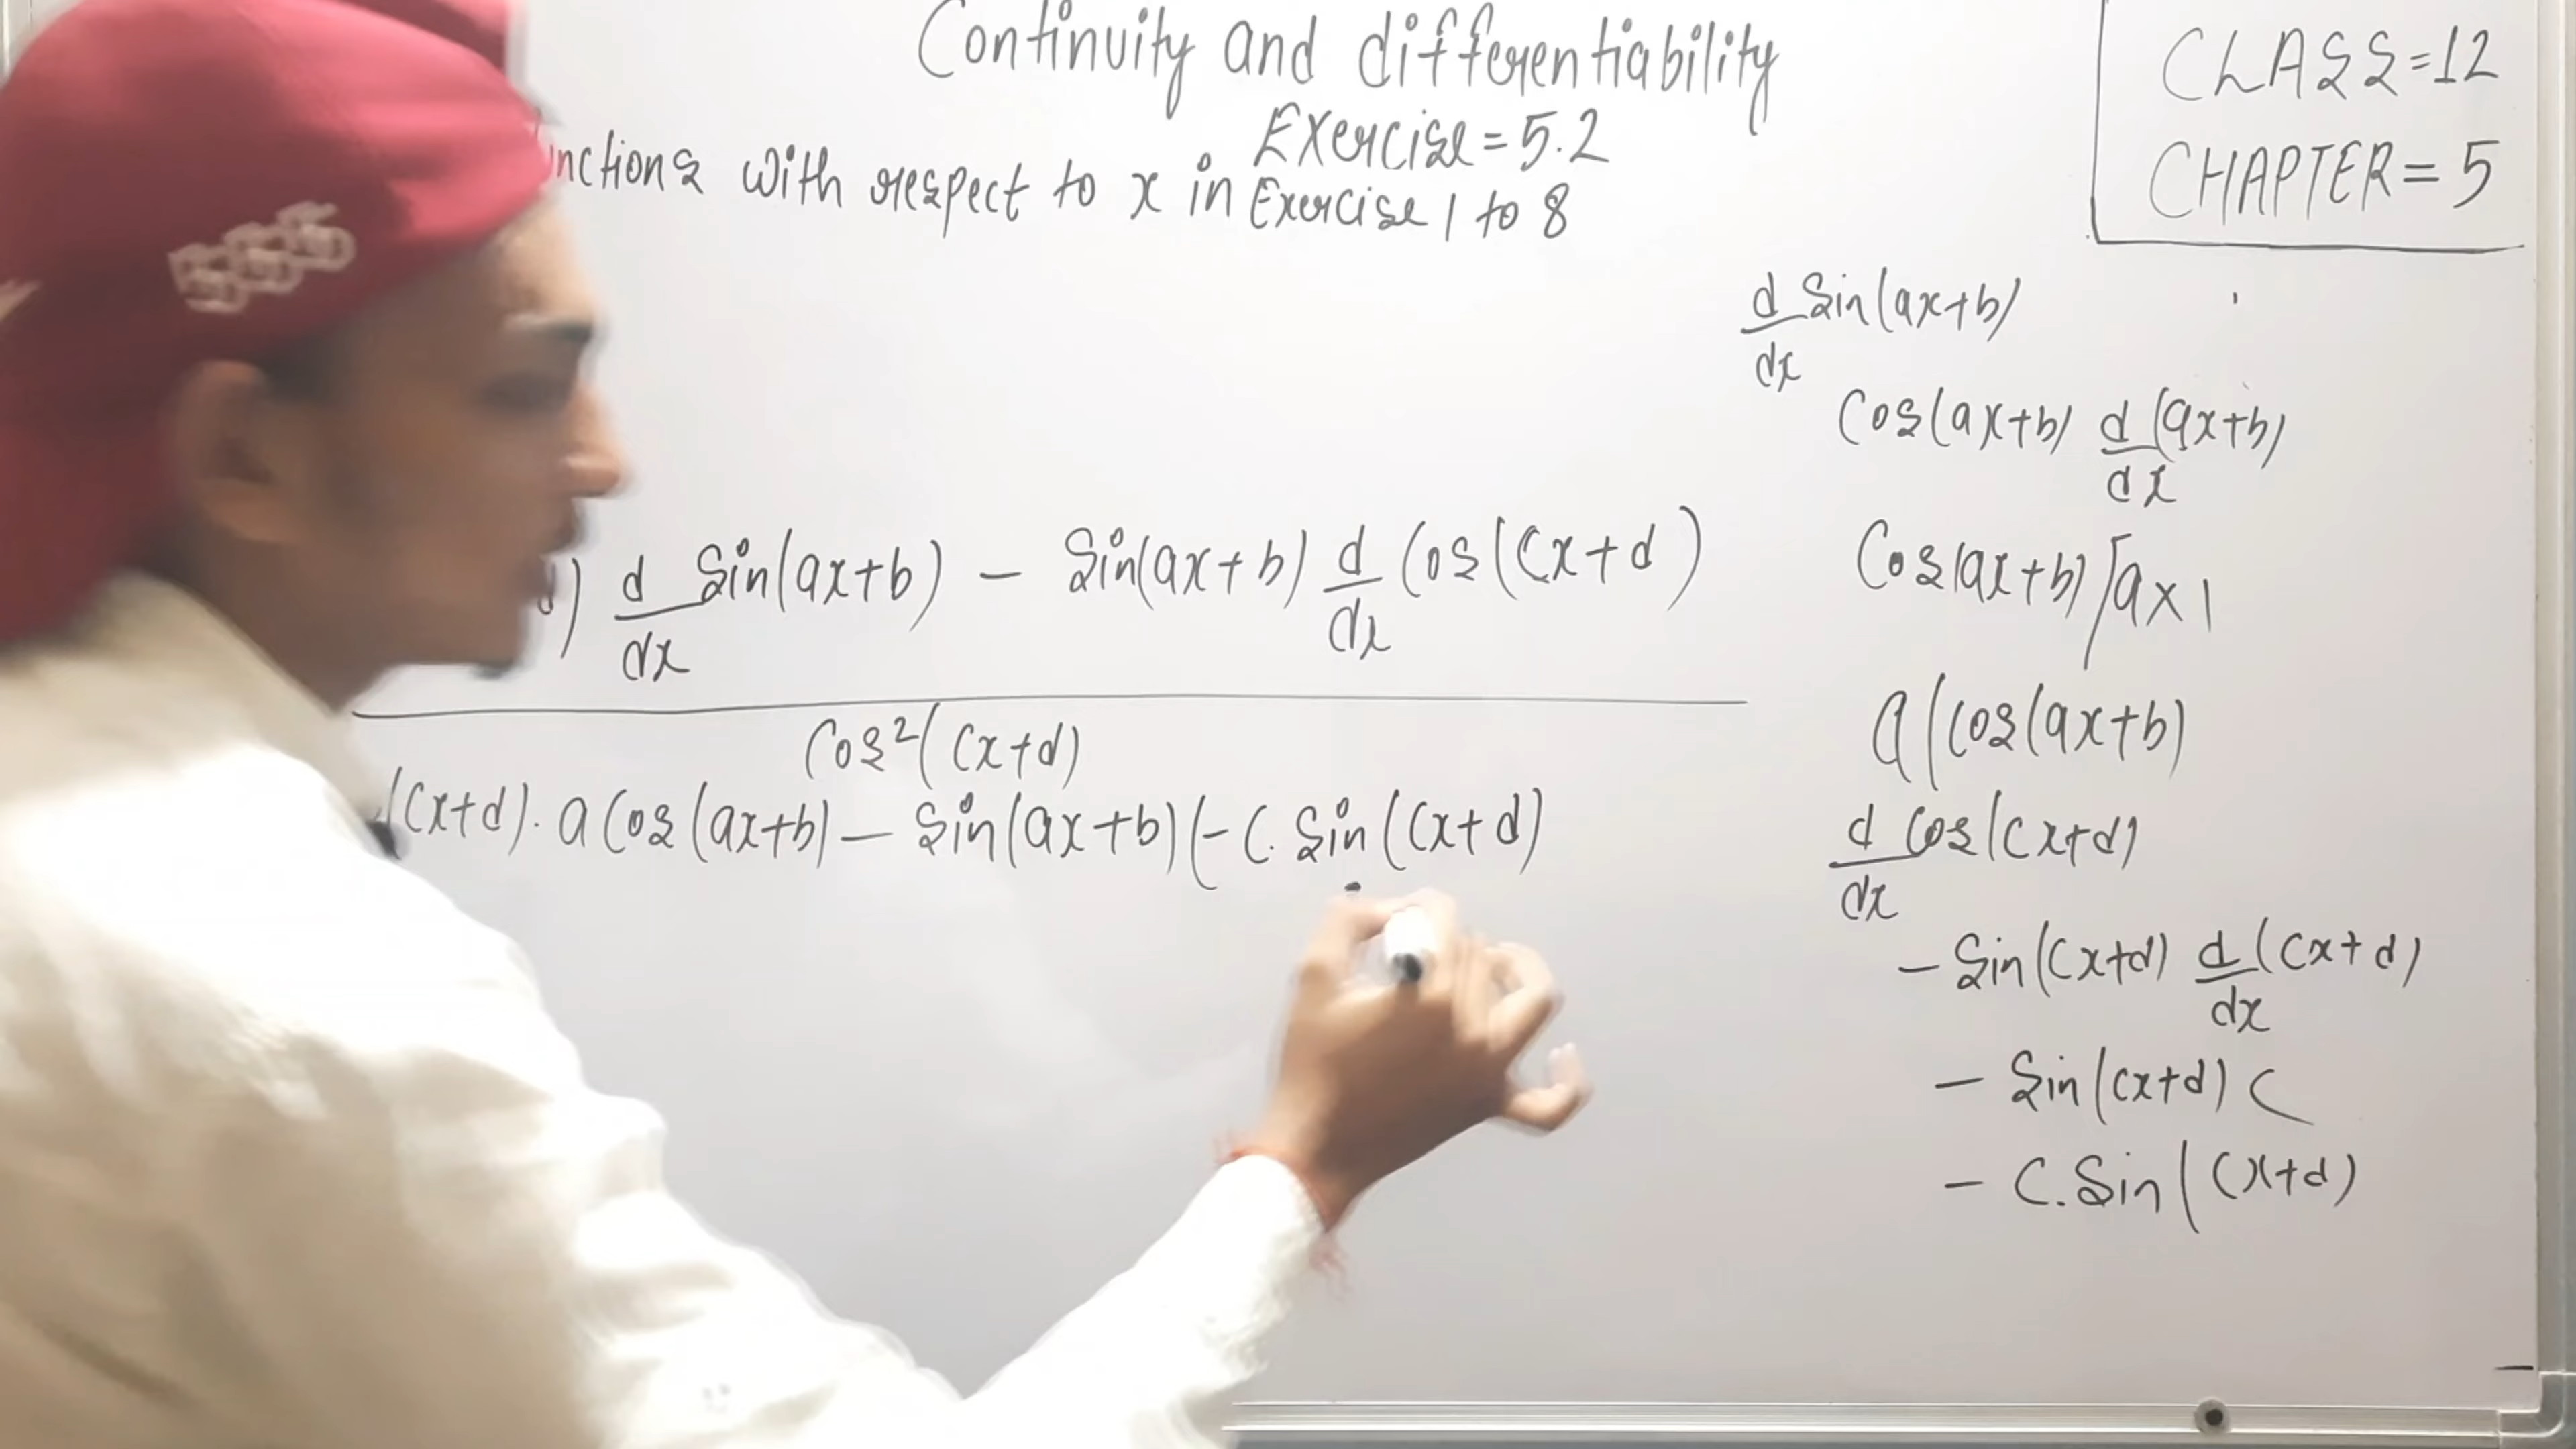 Continuity and differentiability
Exercise = 5.2
with respect to x in Exercise 1 to 8
CLASS = 12
CHAPTER = 5
d/dx Sin(ax+b)
Cos(ax+b) d/dx (ax+b)
Cos(ax+b) [a x 1
a (cos(ax+b)
d/dx Cos(cx+d)
- Sin(cx+d) d/dx (cx+d)
- Sin(cx+d) c
- c.Sin((x+d)
) d/dx Sin(ax+b) - Sin(ax+b) d/dx Cos(cx+d)
Cos²(cx+d)
(cx+d). a Cos(ax+b) - Sin(ax+b) (-c. Sin(cx+d)